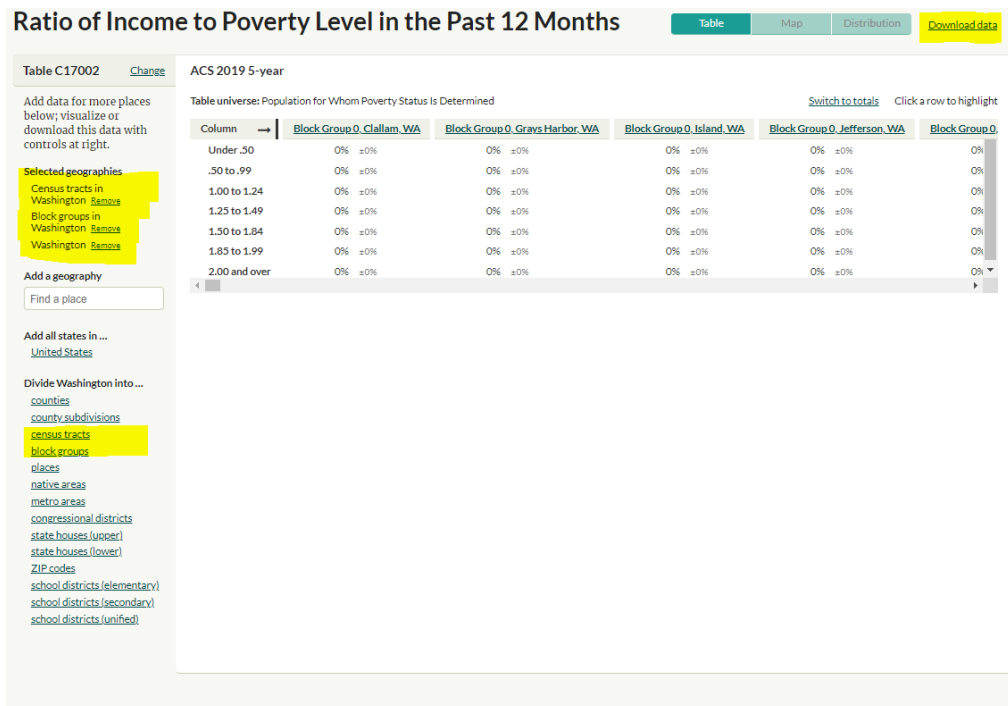 Ratio of Income to Poverty Level in the Past 12 Months
Table Map Distribution Download data
Table C17002 Change
Add data for more places
below; visualize or
download this data with
controls at right.
Selected geographies
Census tracts in
Washington Remove
Block groups in
Washington Remove
Washington Remove
Add a geography
Find a place
Add all states in ...
United States
Divide Washington into ...
counties
county subdivisions
census tracts
block groups
places
native areas
metro areas
congressional districts
state houses (upper)
state houses (lower)
ZIP codes
school districts (elementary)
school districts (secondary)
school districts (unified)
ACS 2019 5-year
Table universe: Population for Whom Poverty Status Is Determined
Switch to totals Click a row to highlight
Column → Block Group 0, Clallam, WA Block Group 0, Grays Harbor, WA Block Group 0, Island, WA Block Group 0, Jefferson, WA Block Group 0,
Under .50 0% ±0% 0% ±0% 0% ±0% 0% ±0% 0%
.50 to .99 0% ±0% 0% ±0% 0% ±0% 0% ±0% 0%
1.00 to 1.24 0% ±0% 0% ±0% 0% ±0% 0% ±0% 0%
1.25 to 1.49 0% ±0% 0% ±0% 0% ±0% 0% ±0% 0%
1.50 to 1.84 0% ±0% 0% ±0% 0% ±0% 0% ±0% 0%
1.85 to 1.99 0% ±0% 0% ±0% 0% ±0% 0% ±0% 0%
2.00 and over 0% ±0% 0% ±0% 0% ±0% 0% ±0% 0%